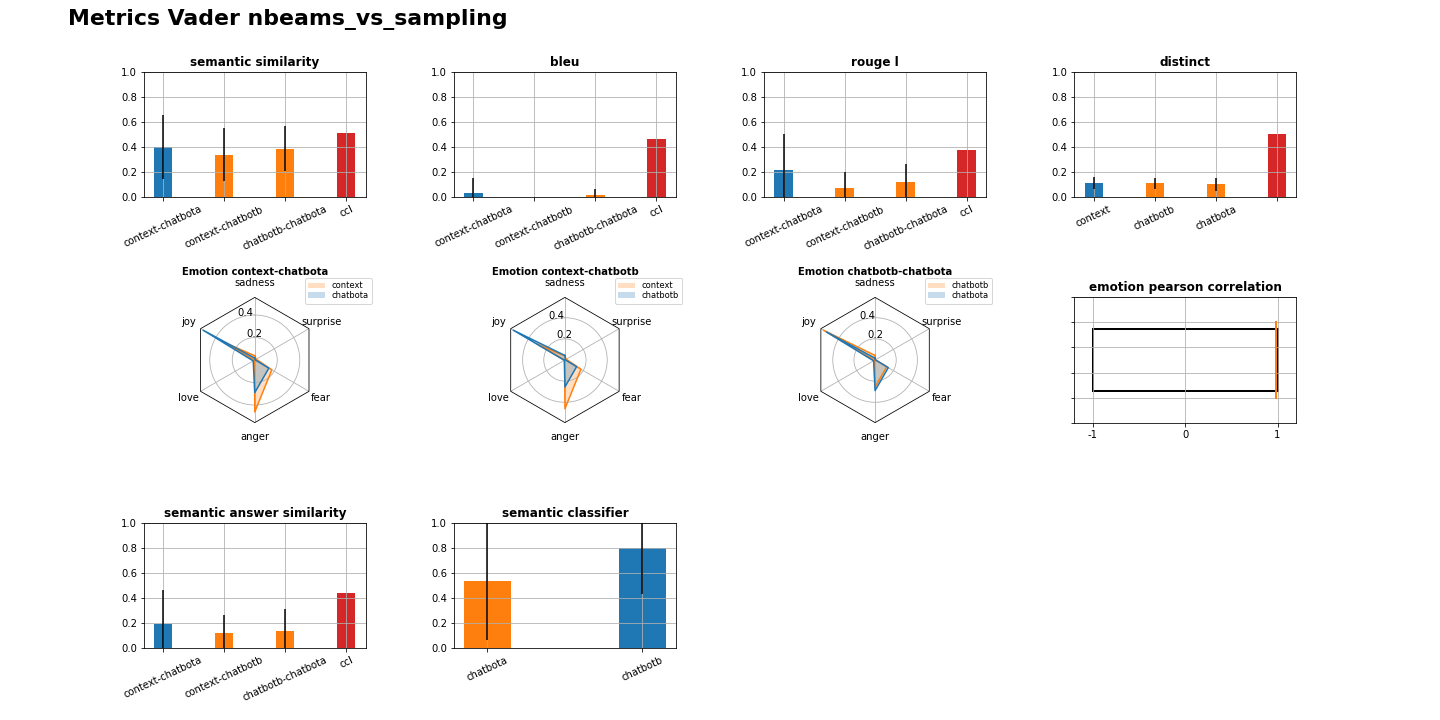 Metrics Vader nbeams_vs_sampling
semantic similarity
1.0
0.8
0.6
0.4
0.2
0.0
context-chatbota
context-chatbotb
chatbotb-chatbota
ccl
bleu
1.0
0.8
0.6
0.4
0.2
0.0
context-chatbota
context-chatbotb
chatbotb-chatbota
ccl
rouge l
1.0
0.8
0.6
0.4
0.2
0.0
context-chatbota
context-chatbotb
chatbotb-chatbota
ccl
distinct
1.0
0.8
0.6
0.4
0.2
0.0
context
chatbotb
chatbota
Emotion context-chatbota
sadness
context
chatbota
joy
0.4
surprise
0.2
love
fear
anger
Emotion context-chatbotb
sadness
context
chatbotb
joy
0.4
surprise
0.2
love
fear
anger
Emotion chatbotb-chatbota
sadness
chatbotb
chatbota
joy
0.4
surprise
0.2
love
fear
anger
emotion pearson correlation
-1
0
1
semantic answer similarity
1.0
0.8
0.6
0.4
0.2
0.0
context-chatbota
context-chatbotb
chatbotb-chatbota
ccl
semantic classifier
1.0
0.8
0.6
0.4
0.2
0.0
chatbota
chatbotb